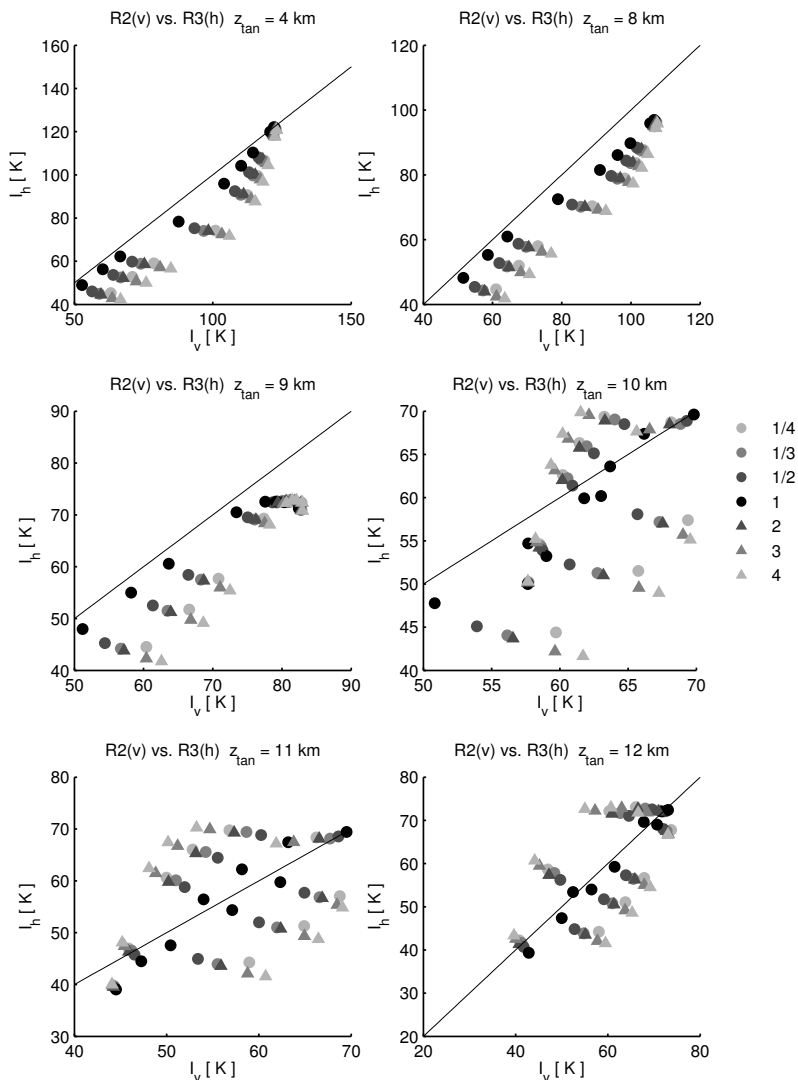 R2(v) vs. R3(h) z_tan = 4 km
160
140
120
100
80
60
40
I_h [ K ]
50 100 150
I_v [ K ]
R2(v) vs. R3(h) z_tan = 8 km
120
100
80
60
40
I_h [ K ]
40 60 80 100 120
I_v [ K ]
R2(v) vs. R3(h) z_tan = 9 km
90
80
70
60
50
40
I_h [ K ]
50 60 70 80 90
I_v [ K ]
R2(v) vs. R3(h) z_tan = 10 km
70
65
60
55
50
45
40
I_h [ K ]
50 55 60 65 70
I_v [ K ]
1/4
1/3
1/2
1
2
3
4
R2(v) vs. R3(h) z_tan = 11 km
80
70
60
50
40
30
I_h [ K ]
40 50 60 70
I_v [ K ]
R2(v) vs. R3(h) z_tan = 12 km
80
70
60
50
40
30
20
I_h [ K ]
20 40 60 80
I_v [ K ]